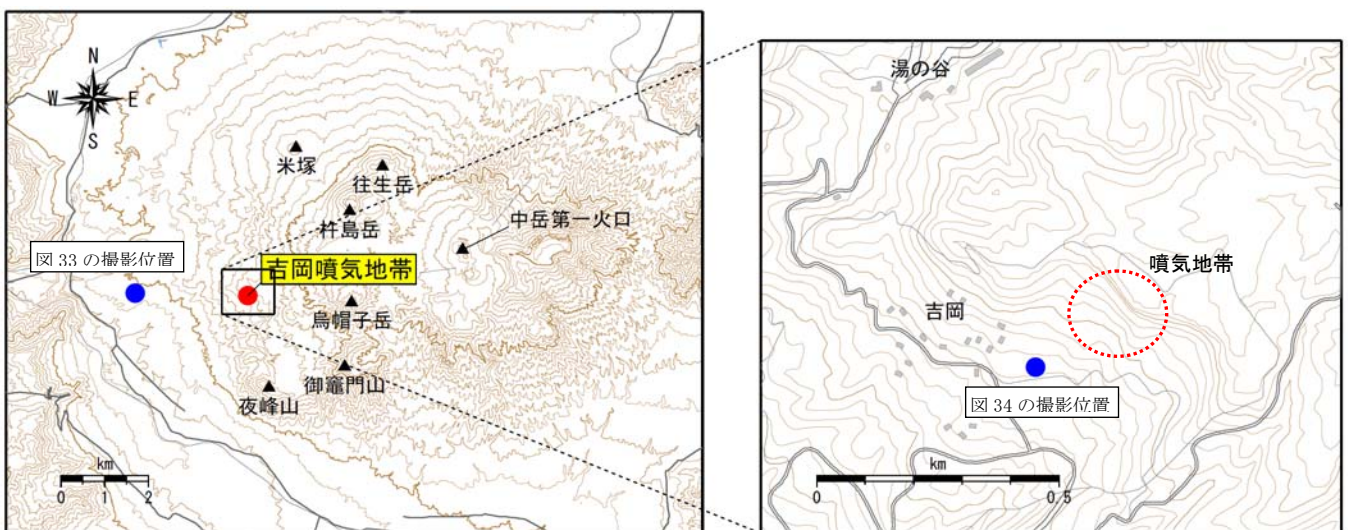 N
W E
S
米塚
往生岳
杵島岳
中岳第一火口
図 33 の撮影位置
吉岡噴気地帯
烏帽子岳
御竈門山
夜峰山
km
0 1 2
湯の谷
噴気地帯
吉岡
図 34 の撮影位置
km
0 0.5